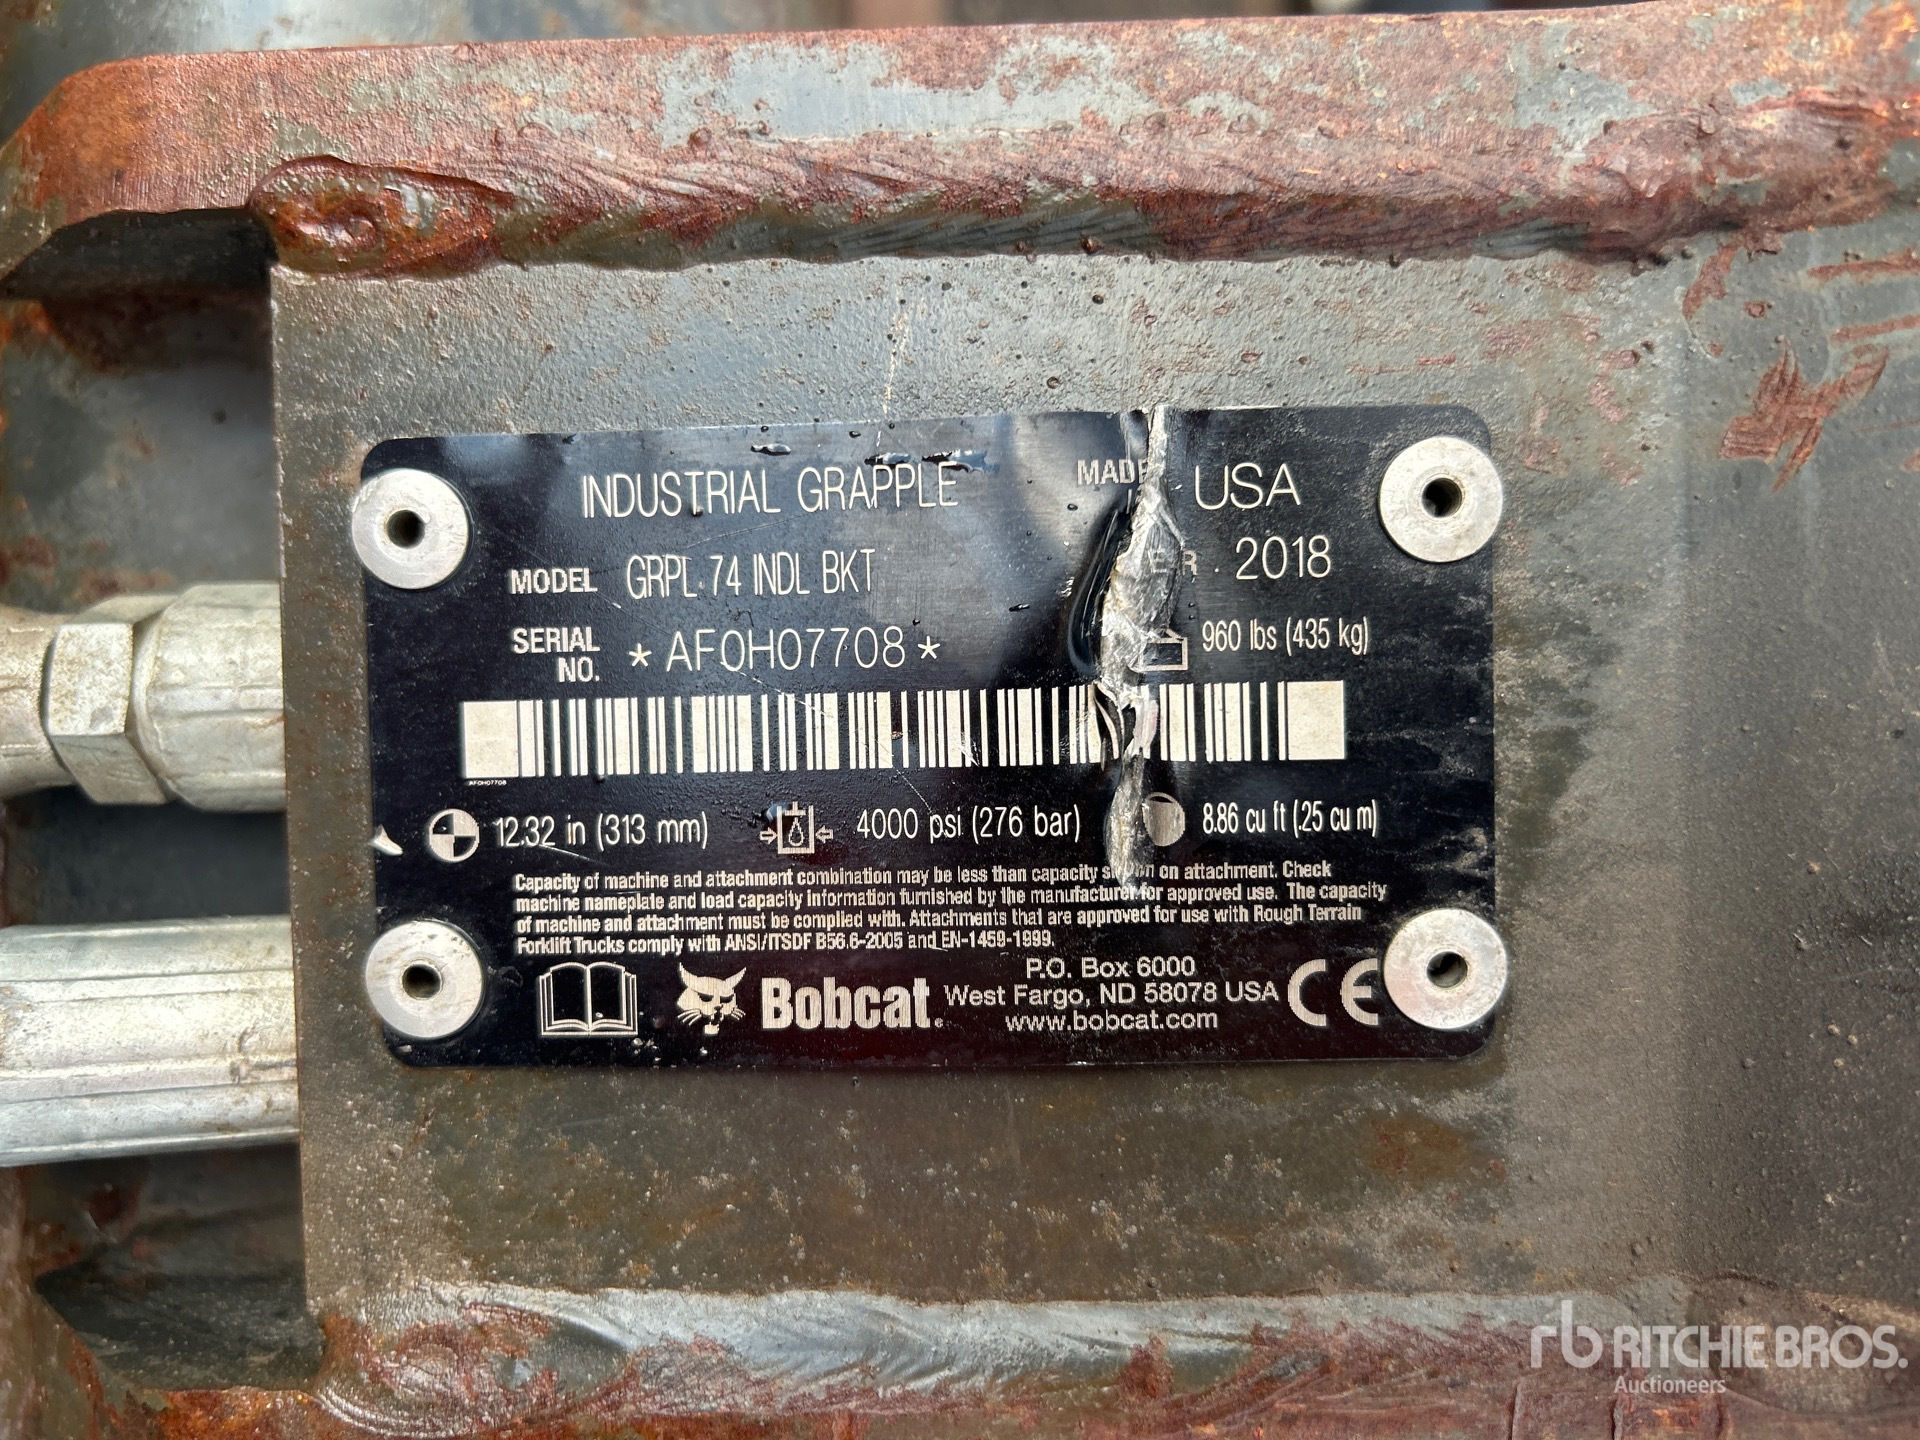 INDUSTRIAL GRAPPLE
MADE
USA
MODEL GRPL 74 INDL BKT
2018
SERIAL NO. *AF0H07708*
960 lbs (435 kg)
AF0H07708
12.32 in (313 mm)
4000 psi (276 bar)
8.86 cu ft (.25 cu m)
Capacity of machine and attachment combination may be less than capacity shown on attachment. Check
machine nameplate and load capacity information furnished by the manufacturer for approved use. The capacity
of machine and attachment must be complied with. Attachments that are approved for use with Rough Terrain
Forklift Trucks comply with ANSI/ITSDF B56.6-2005 and EN-1459-1999.
Bobcat.
P.O. Box 6000
West Fargo, ND 58078 USA
www.bobcat.com
CE
rb RITCHIE BROS.
Auctioneers